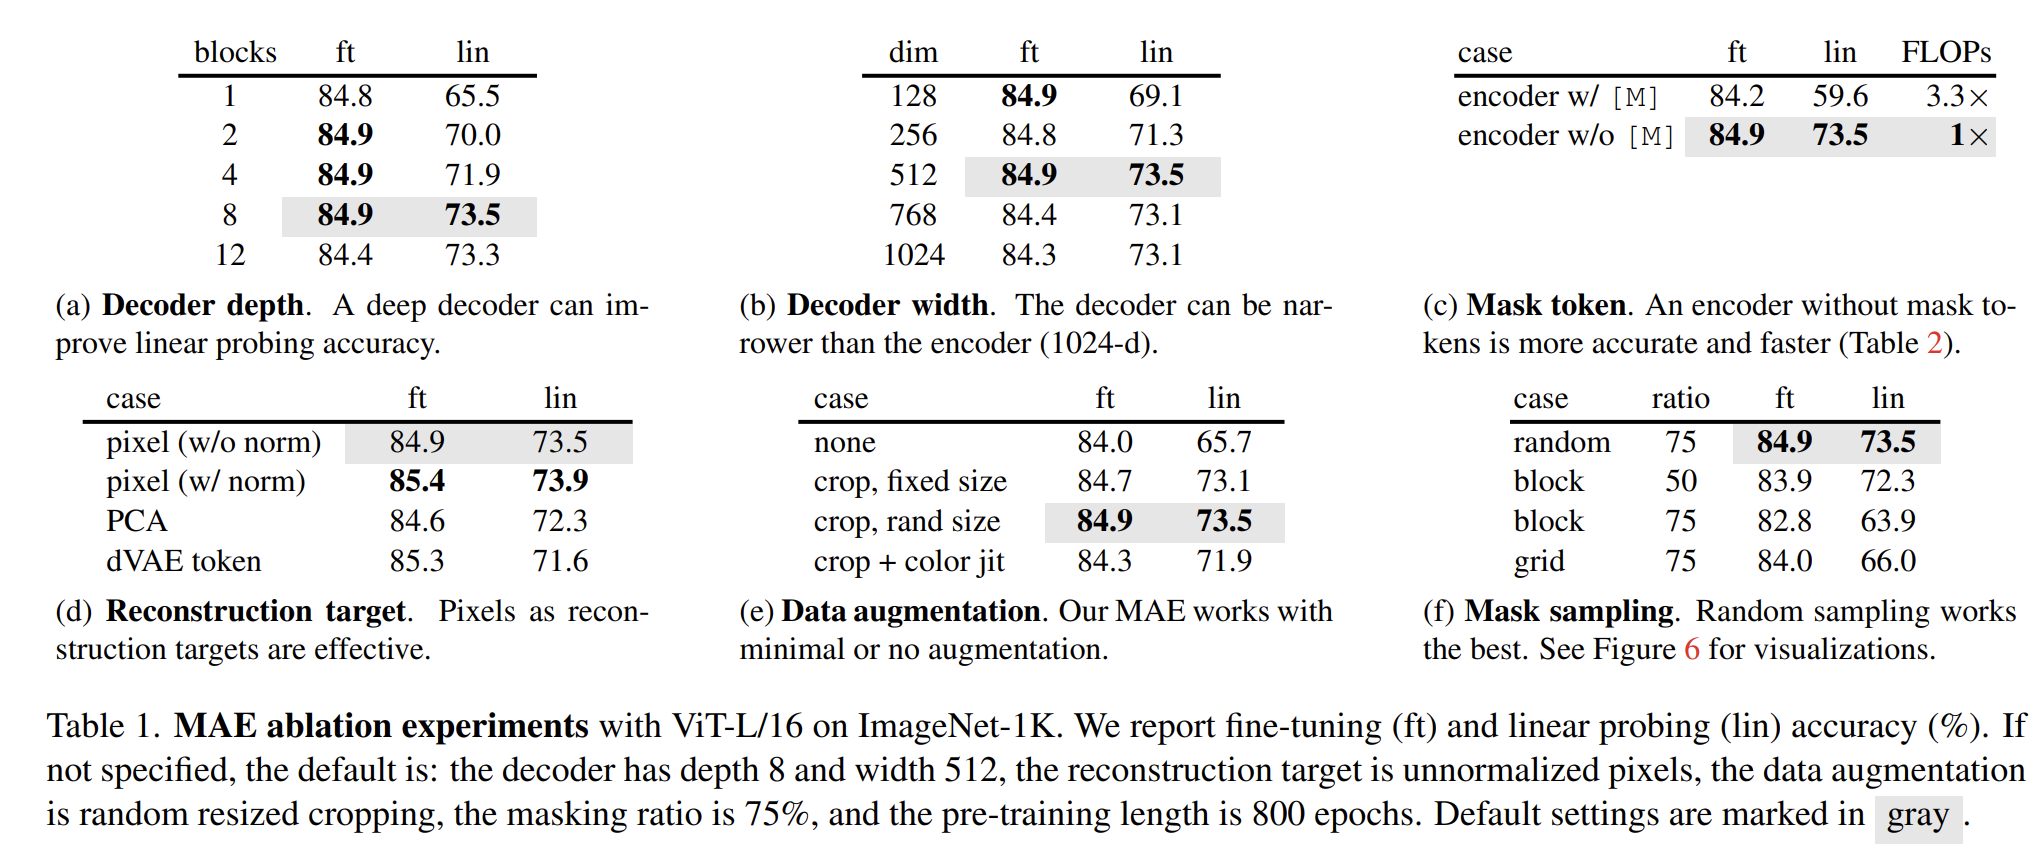 blocks ft lin
1 84.8 65.5
2 84.9 70.0
4 84.9 71.9
8 84.9 73.5
12 84.4 73.3
(a) Decoder depth. A deep decoder can im-
prove linear probing accuracy.
dim ft lin
128 84.9 69.1
256 84.8 71.3
512 84.9 73.5
768 84.4 73.1
1024 84.3 73.1
(b) Decoder width. The decoder can be nar-
rower than the encoder (1024-d).
case ft lin FLOPs
encoder w/ [M] 84.2 59.6 3.3×
encoder w/o [M] 84.9 73.5 1×
(c) Mask token. An encoder without mask to-
kens is more accurate and faster (Table 2).
case ft lin
pixel (w/o norm) 84.9 73.5
pixel (w/ norm) 85.4 73.9
PCA 84.6 72.3
dVAE token 85.3 71.6
(d) Reconstruction target. Pixels as recon-
struction targets are effective.
case ft lin
none 84.0 65.7
crop, fixed size 84.7 73.1
crop, rand size 84.9 73.5
crop + color jit 84.3 71.9
(e) Data augmentation. Our MAE works with
minimal or no augmentation.
case ratio ft lin
random 75 84.9 73.5
block 50 83.9 72.3
block 75 82.8 63.9
grid 75 84.0 66.0
(f) Mask sampling. Random sampling works
the best. See Figure 6 for visualizations.
Table 1. MAE ablation experiments with ViT-L/16 on ImageNet-1K. We report fine-tuning (ft) and linear probing (lin) accuracy (%). If
not specified, the default is: the decoder has depth 8 and width 512, the reconstruction target is unnormalized pixels, the data augmentation
is random resized cropping, the masking ratio is 75%, and the pre-training length is 800 epochs. Default settings are marked in gray .